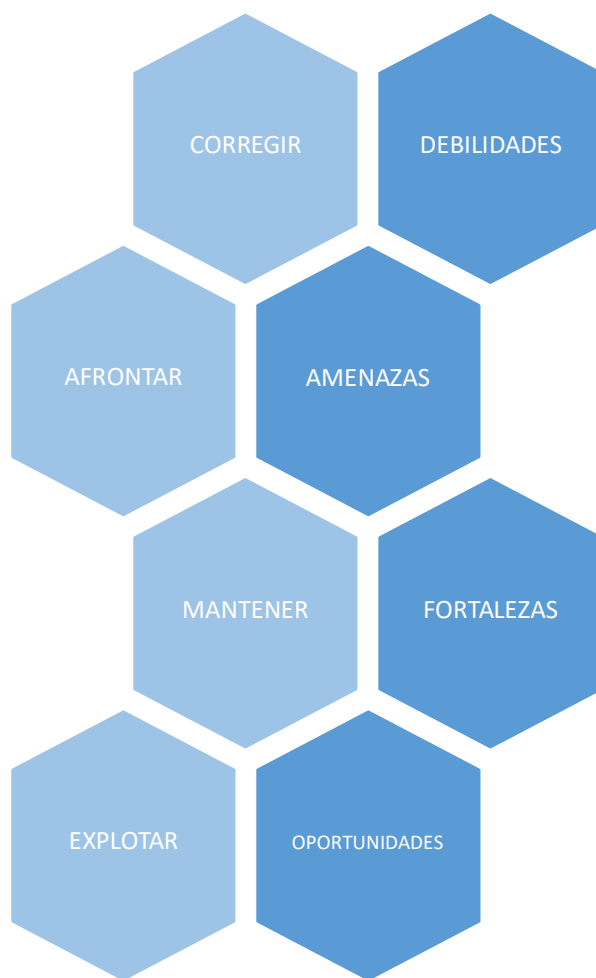 CORREGIR
DEBILIDADES
AFRONTAR
AMENAZAS
MANTENER
FORTALEZAS
EXPLOTAR
OPORTUNIDADES